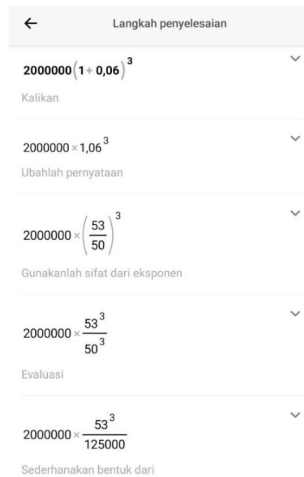 Langkah penyelesaian
2000000(1+0,06)^3
Kalikan
2000000×1,06^3
Ubahlah pernyataan
2000000×(53/50)^3
Gunakanlah sifat dari eksponen
2000000×53^3/50^3
Evaluasi
2000000×53^3/125000
Sederhanakan bentuk dari